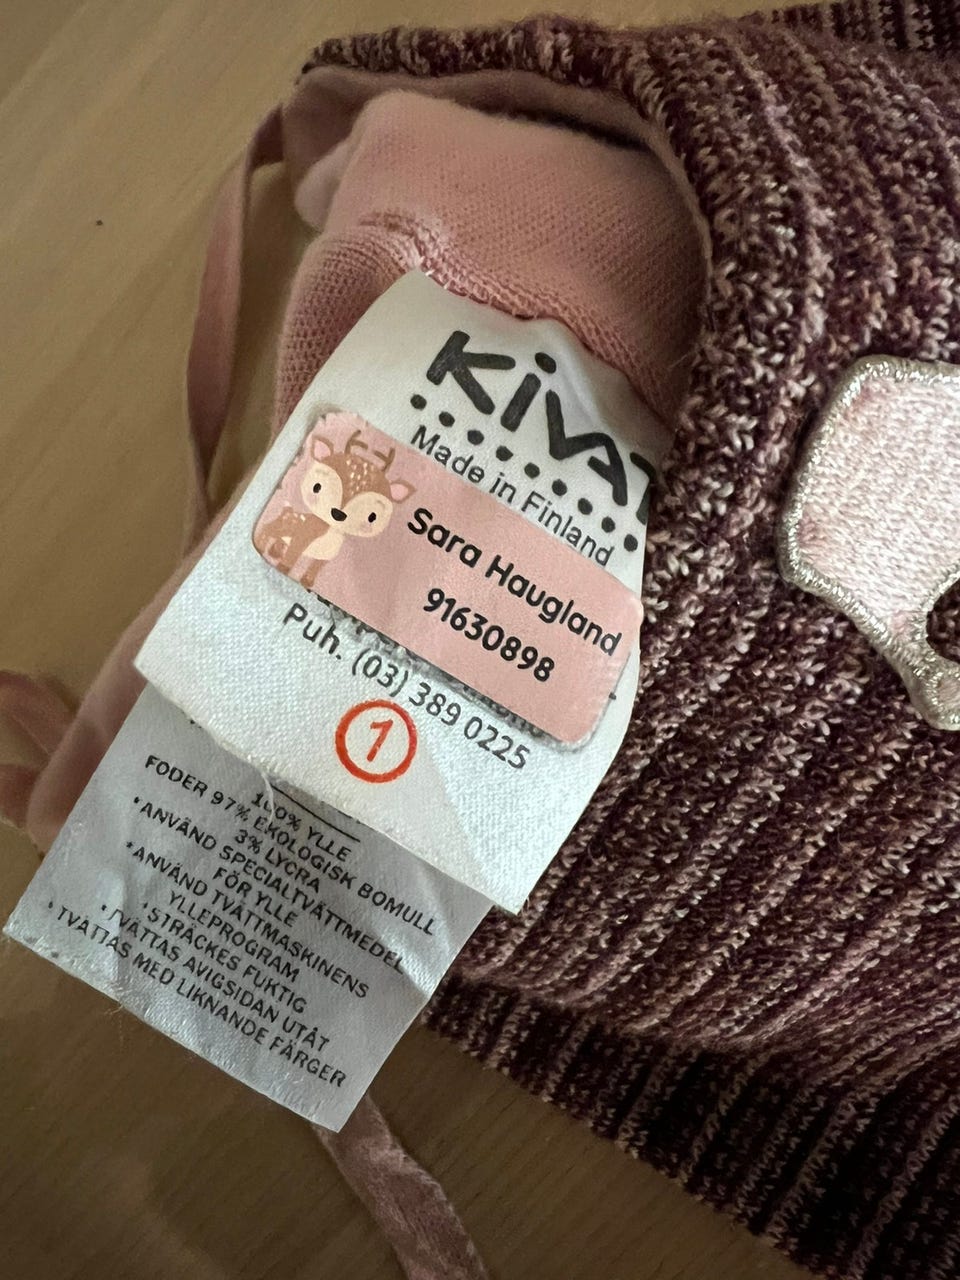 KiVAT
Made in Finland
Sara Haugland
91630898
Puh. (03) 389 0225
1
100% YLLE
FODER 97% EKOLOGISK BOMULL
3% LYCRA
*ANVÄND SPECIALTVÄTTMEDEL
FÖR YLLE
*ANVÄND TVÄTTMASKINENS
YLLEPROGRAM
*STRÄCKES FUKTIG
*TVÄTTAS AVIGSIDAN UTÅT
*TVÄTTAS MED LIKNANDE FÄRGER